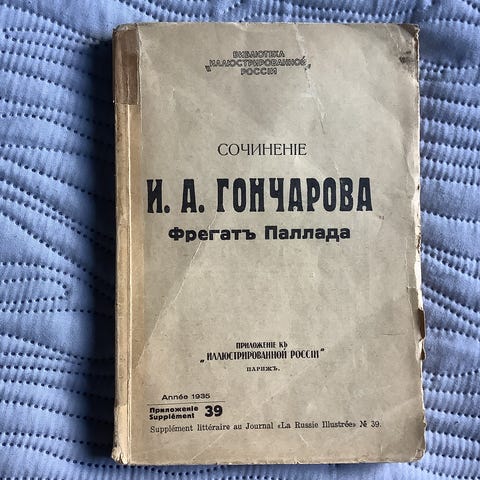 БИБЛІОТЕКА
„ИЛЛЮСТРИРОВАННОЙ
РОССІИ"
СОЧИНЕНІЕ
И. А. ГОНЧАРОВА
Фрегатъ Паллада
ПРИЛОЖЕНІЕ КЪ
„ИЛЛЮСТРИРОВАННОЙ РОССІИ"
ПАРИЖЪ.
Année 1935
Приложеніе
Supplément 39
Supplément littéraire au Journal «La Russie Illustrée» № 39.